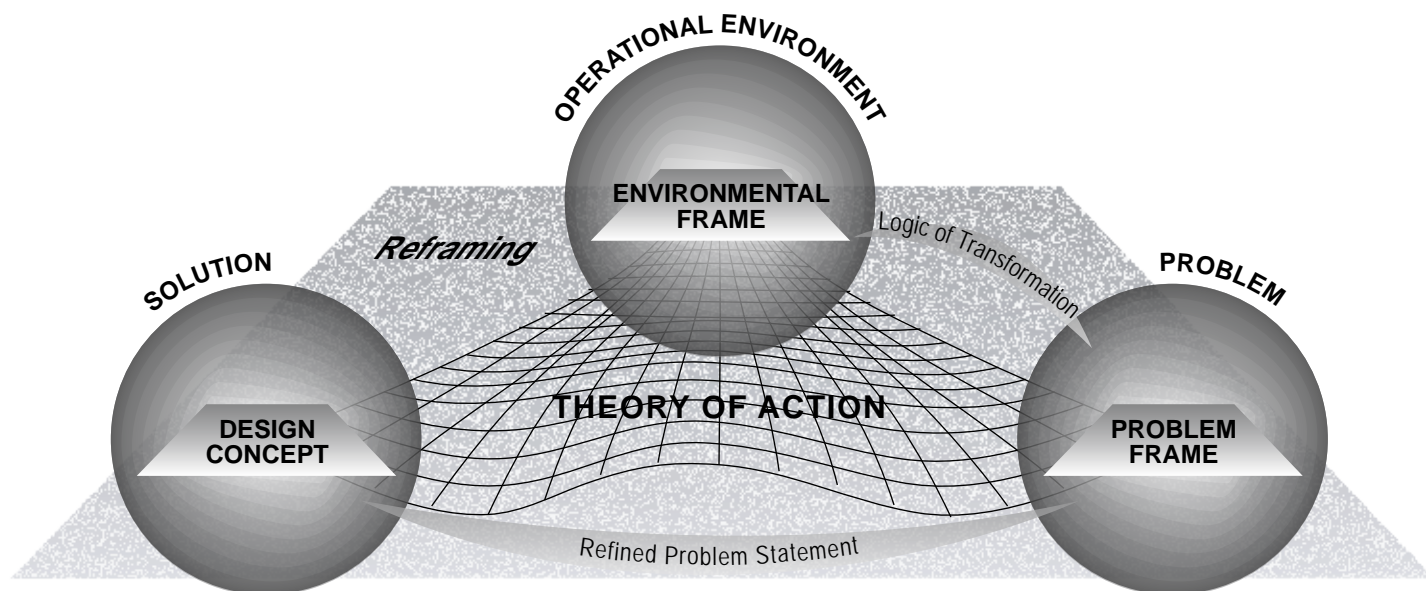 OPERATIONAL ENVIRONMENT
ENVIRONMENTAL
FRAME
Reframing
Logic of Transformation
SOLUTION
PROBLEM
THEORY OF ACTION
DESIGN
CONCEPT
PROBLEM
FRAME
Refined Problem Statement